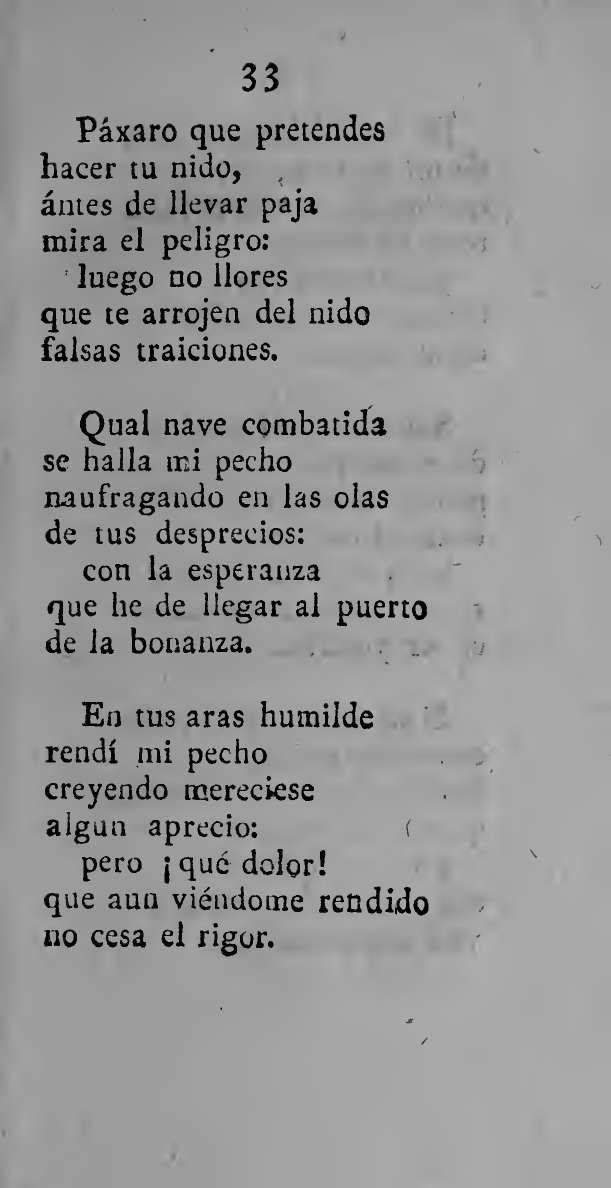 33
Páxaro que pretendes
hacer tu nido,
ántes de llevar paja
mira el peligro:
luego no llores
que te arrojen del nido
falsas traiciones.
Qual nave combatida
se halla mi pecho
naufragando en las olas
de tus desprecios:
con la esperanza
que he de llegar al puerto
de la bonanza.
En tus aras humilde
rendí mi pecho
creyendo mereciese
algun aprecio:
pero ¡qué dolor!
que aun viéndome rendido
no cesa el rigor.